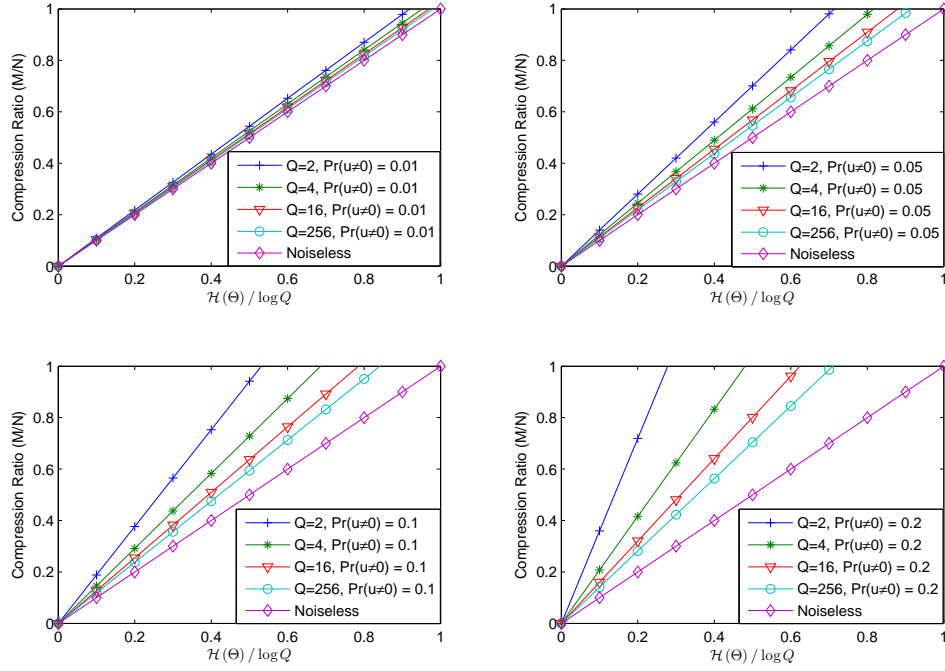 Compression Ratio (M/N)
1
0.8
0.6
0.4
0.2
0
Q=2, Pr(u≠0) = 0.01
Q=4, Pr(u≠0) = 0.01
Q=16, Pr(u≠0) = 0.01
Q=256, Pr(u≠0) = 0.01
Noiseless
0 0.2 0.4 0.6 0.8 1
ℋ(Θ) / log Q
Compression Ratio (M/N)
1
0.8
0.6
0.4
0.2
0
Q=2, Pr(u≠0) = 0.05
Q=4, Pr(u≠0) = 0.05
Q=16, Pr(u≠0) = 0.05
Q=256, Pr(u≠0) = 0.05
Noiseless
0 0.2 0.4 0.6 0.8 1
ℋ(Θ) / log Q
Compression Ratio (M/N)
1
0.8
0.6
0.4
0.2
0
Q=2, Pr(u≠0) = 0.1
Q=4, Pr(u≠0) = 0.1
Q=16, Pr(u≠0) = 0.1
Q=256, Pr(u≠0) = 0.1
Noiseless
0 0.2 0.4 0.6 0.8 1
ℋ(Θ) / log Q
Compression Ratio (M/N)
1
0.8
0.6
0.4
0.2
0
Q=2, Pr(u≠0) = 0.2
Q=4, Pr(u≠0) = 0.2
Q=16, Pr(u≠0) = 0.2
Q=256, Pr(u≠0) = 0.2
Noiseless
0 0.2 0.4 0.6 0.8 1
ℋ(Θ) / log Q